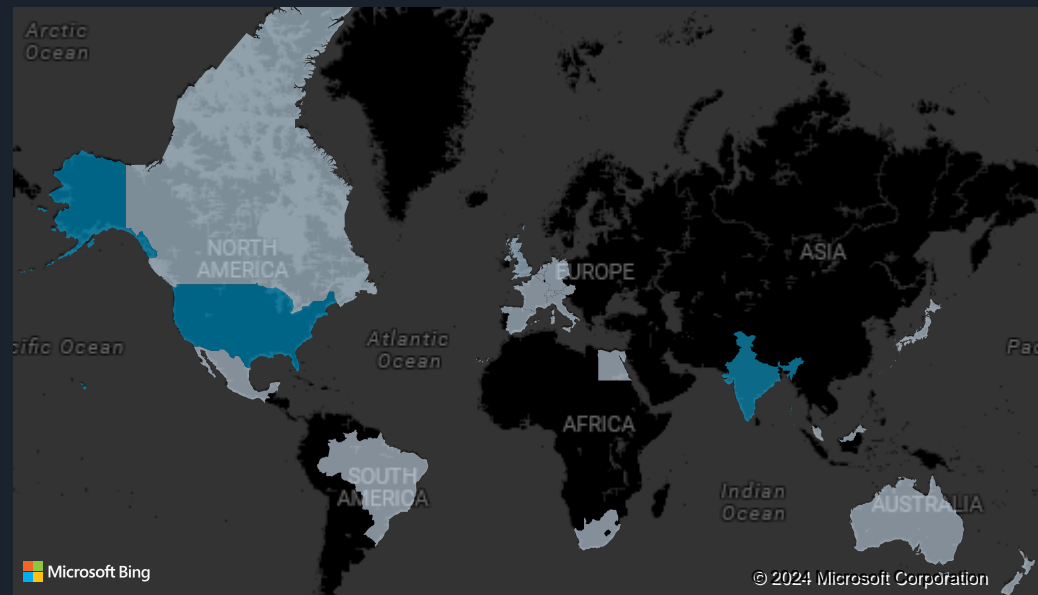 Arctic
Ocean
NORTH
AMERICA
EUROPE
ASIA
cific Ocean
Atlantic
Ocean
Pac
AFRICA
SOUTH
AMERICA
Indian
Ocean
AUSTRALIA
Microsoft Bing
© 2024 Microsoft Corporation